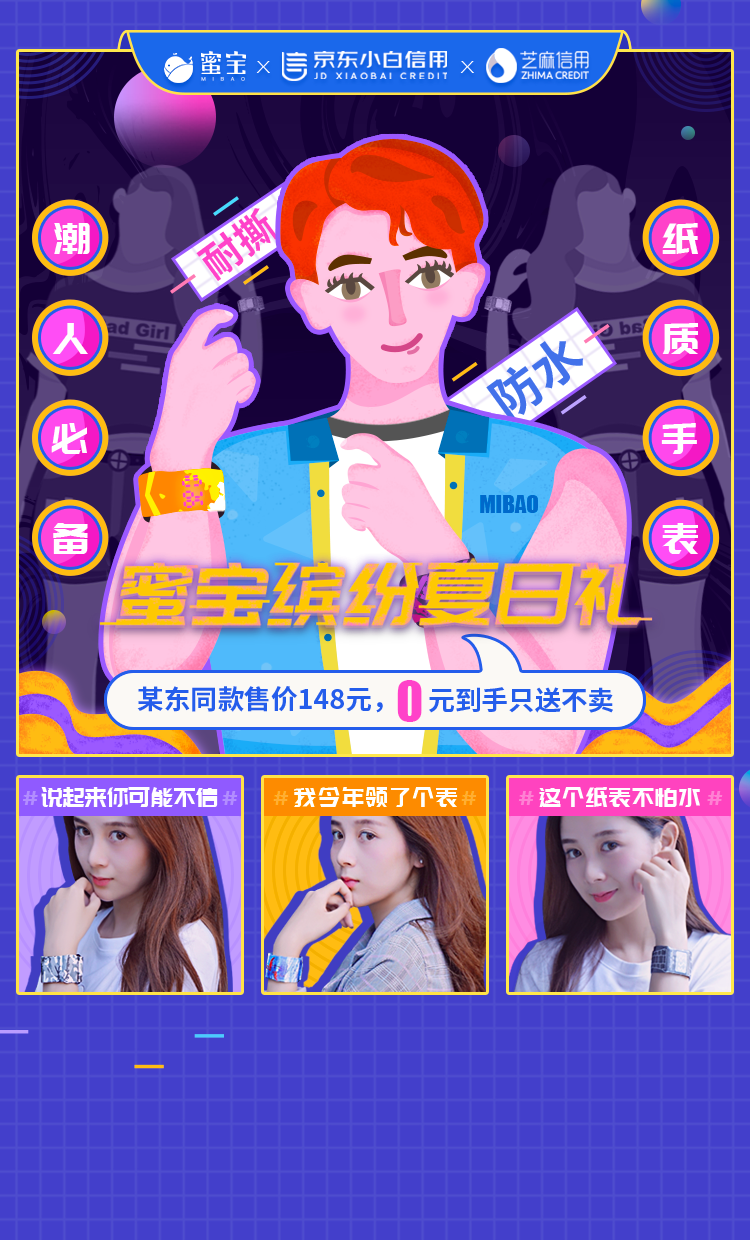 蜜宝 MIBAO × 京东小白信用 JD XIAOBAI CREDIT × 芝麻信用 ZHIMA CREDIT
潮人必备
纸质手表
耐撕
防水
ad Girl
MIBAO
蜜宝缤纷夏日礼
某东同款售价148元，0元到手只送不卖
#说起来你可能不信#
#我今年领了个表#
#这个纸表不怕水#